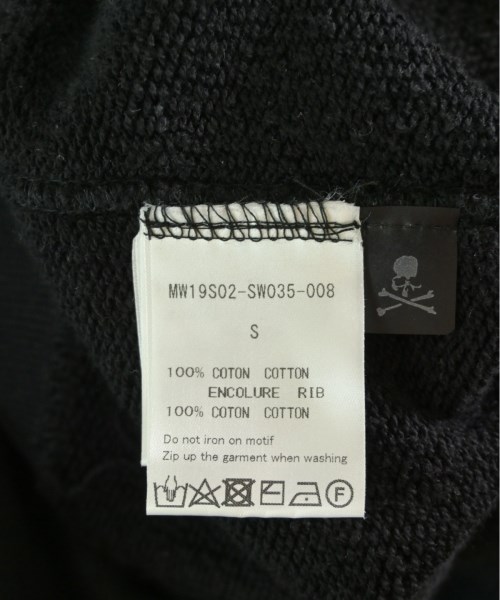 MW19S02-SW035-008
S
100% COTON COTTON
ENCOLURE RIB
100% COTON COTTON
Do not iron on motif
Zip up the garment when washing
F